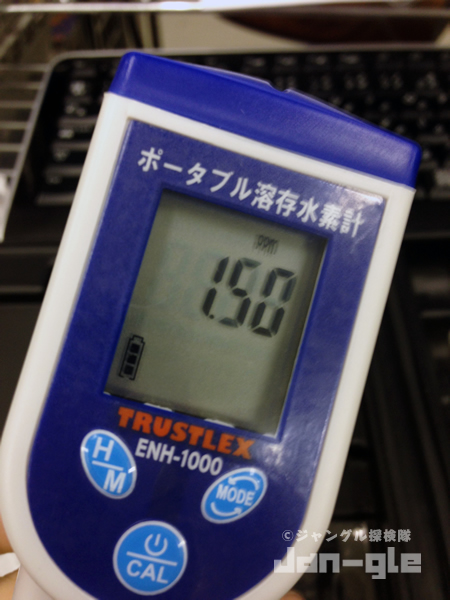 ポータブル溶存水素計
ppm
1.50
TRUSTLEX
ENH-1000
H/M
MODE
CAL
©ジャングル探検隊
Jan-gle